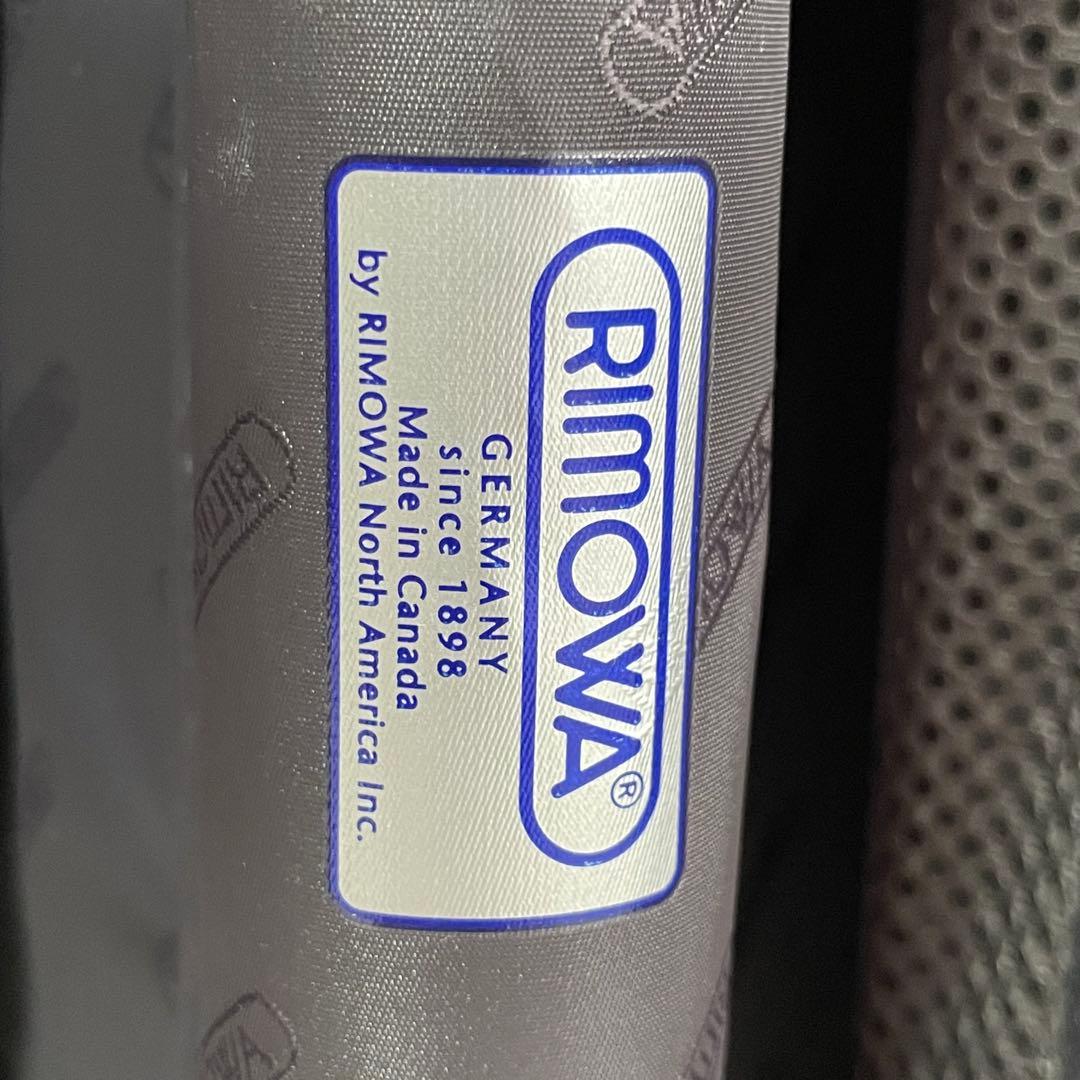 RIMOWA®
GERMANY
since 1898
Made in Canada
by RIMOWA North America Inc.